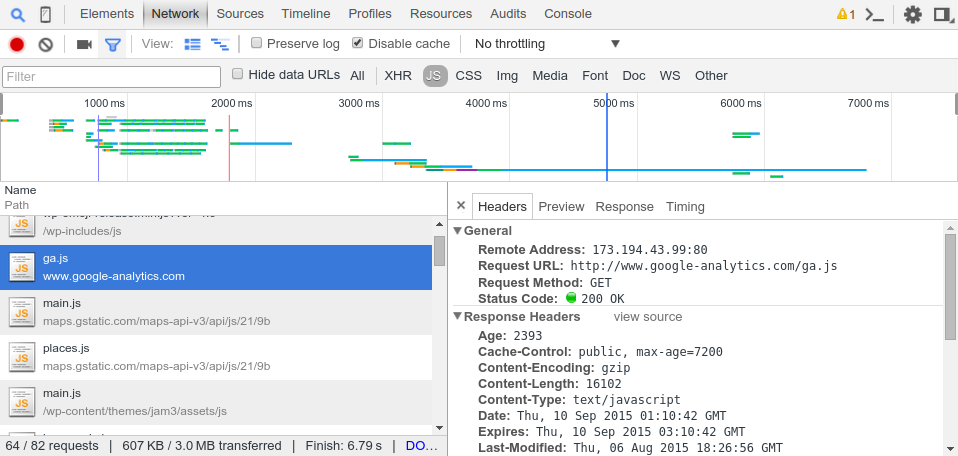 Elements Network Sources Timeline Profiles Resources Audits Console 1
View: Preserve log Disable cache No throttling
Filter Hide data URLs All XHR JS CSS Img Media Font Doc WS Other
1000 ms 2000 ms 3000 ms 4000 ms 5000 ms 6000 ms 7000 ms
Name
Path
JS
/wp-includes/js
JS
ga.js
www.google-analytics.com
JS
main.js
maps.gstatic.com/maps-api-v3/api/js/21/9b
JS
places.js
maps.gstatic.com/maps-api-v3/api/js/21/9b
JS
main.js
/wp-content/themes/jam3/assets/js
64 / 82 requests | 607 KB / 3.0 MB transferred | Finish: 6.79 s | DO…
× Headers Preview Response Timing
General
Remote Address: 173.194.43.99:80
Request URL: http://www.google-analytics.com/ga.js
Request Method: GET
Status Code: 200 OK
Response Headers view source
Age: 2393
Cache-Control: public, max-age=7200
Content-Encoding: gzip
Content-Length: 16102
Content-Type: text/javascript
Date: Thu, 10 Sep 2015 01:10:42 GMT
Expires: Thu, 10 Sep 2015 03:10:42 GMT
Last-Modified: Thu, 06 Aug 2015 18:26:56 GMT